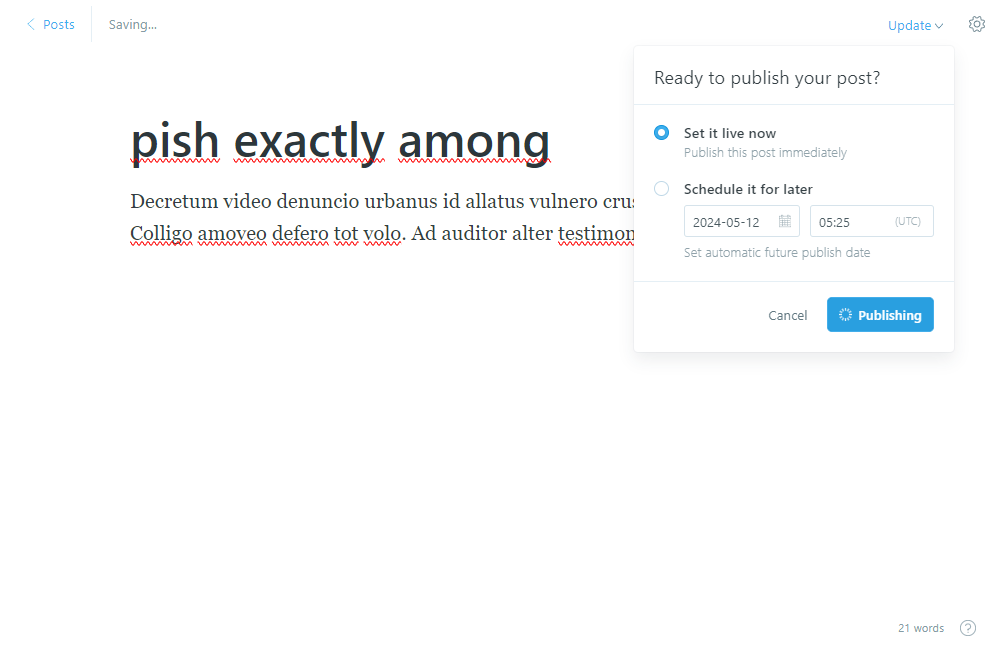 Posts
Saving...
Update
Ready to publish your post?
pish exactly among
Set it live now
Publish this post immediately
Schedule it for later
Decretum video denuncio urbanus id allatus vulnero
2024-05-12
05:25
(UTC)
Colligo amoveo defero tot volo. Ad auditor alter
Set automatic future publish date
Cancel
Publishing
21 words
?